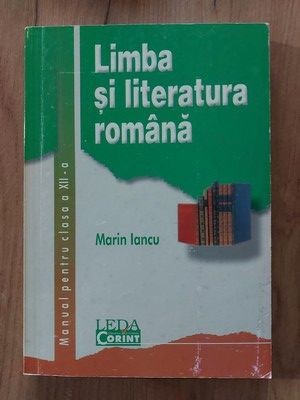 Limba
și literatura
română
Manual pentru clasa a XII-a
Marin Iancu
LEDA
CORINT